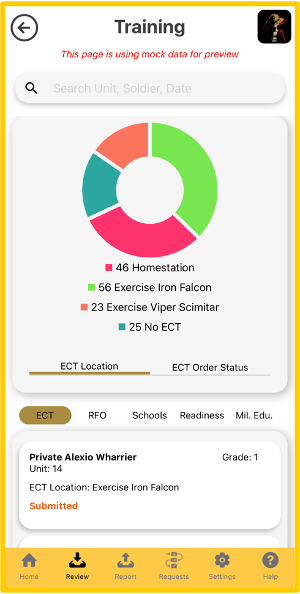 Training
This page is using mock data for preview
Search Unit, Soldier, Date
46 Homestation
56 Exercise Iron Falcon
23 Exercise Viper Scimitar
25 No ECT
ECT Location ECT Order Status
ECT RFO Schools Readiness Mil. Edu.
Private Alexio Wharrier Grade: 1
Unit: 14
ECT Location: Exercise Iron Falcon
Submitted
Home Review Report Requests Settings Help